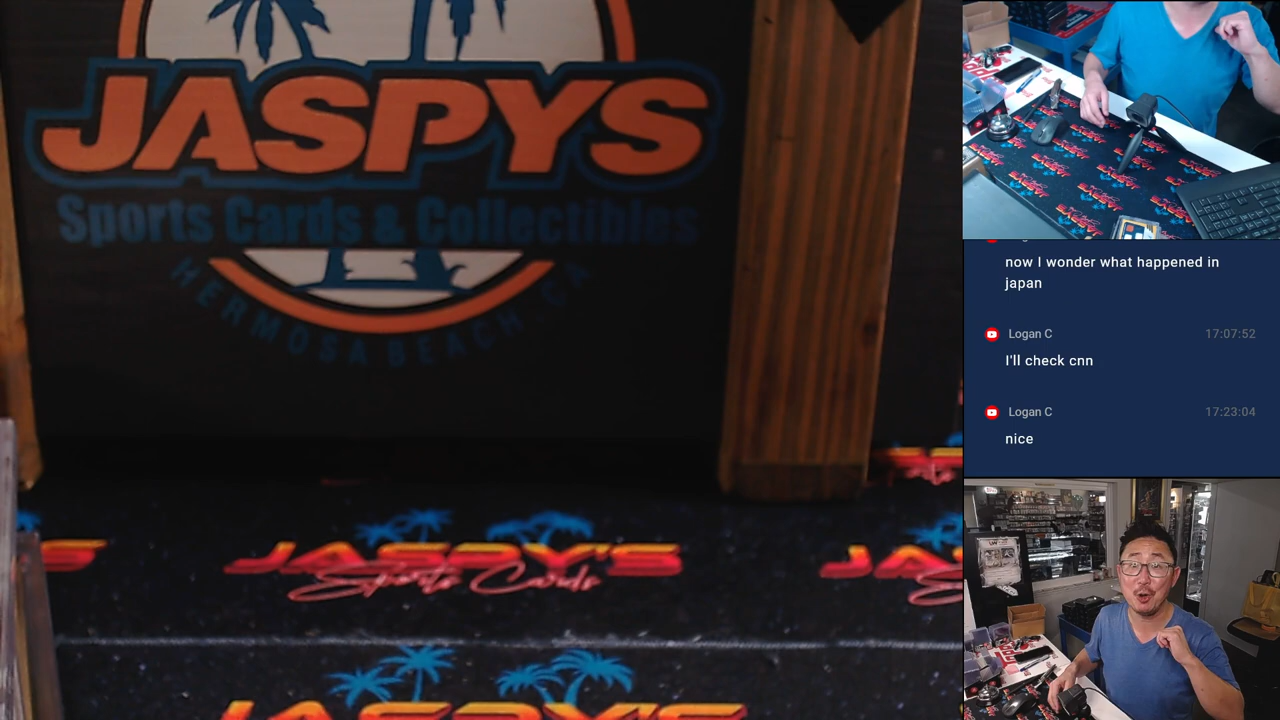 JASPYS
Sports Cards & Collectibles
HERMOSA BEACH CA
JASPY'S
Sports Cards
JASPY'S
now I wonder what happened in
japan
Logan C 17:07:52
I'll check cnn
Logan C 17:23:04
nice